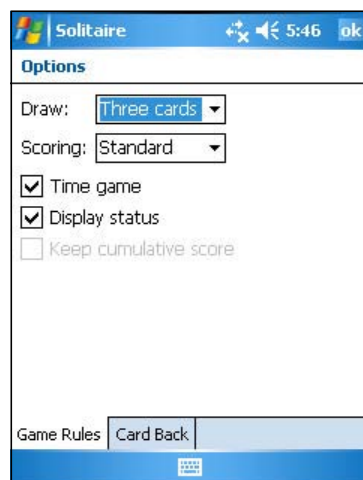 Solitaire 5:46 ok
Options
Draw: Three cards
Scoring: Standard
Time game
Display status
Keep cumulative score
Game Rules Card Back